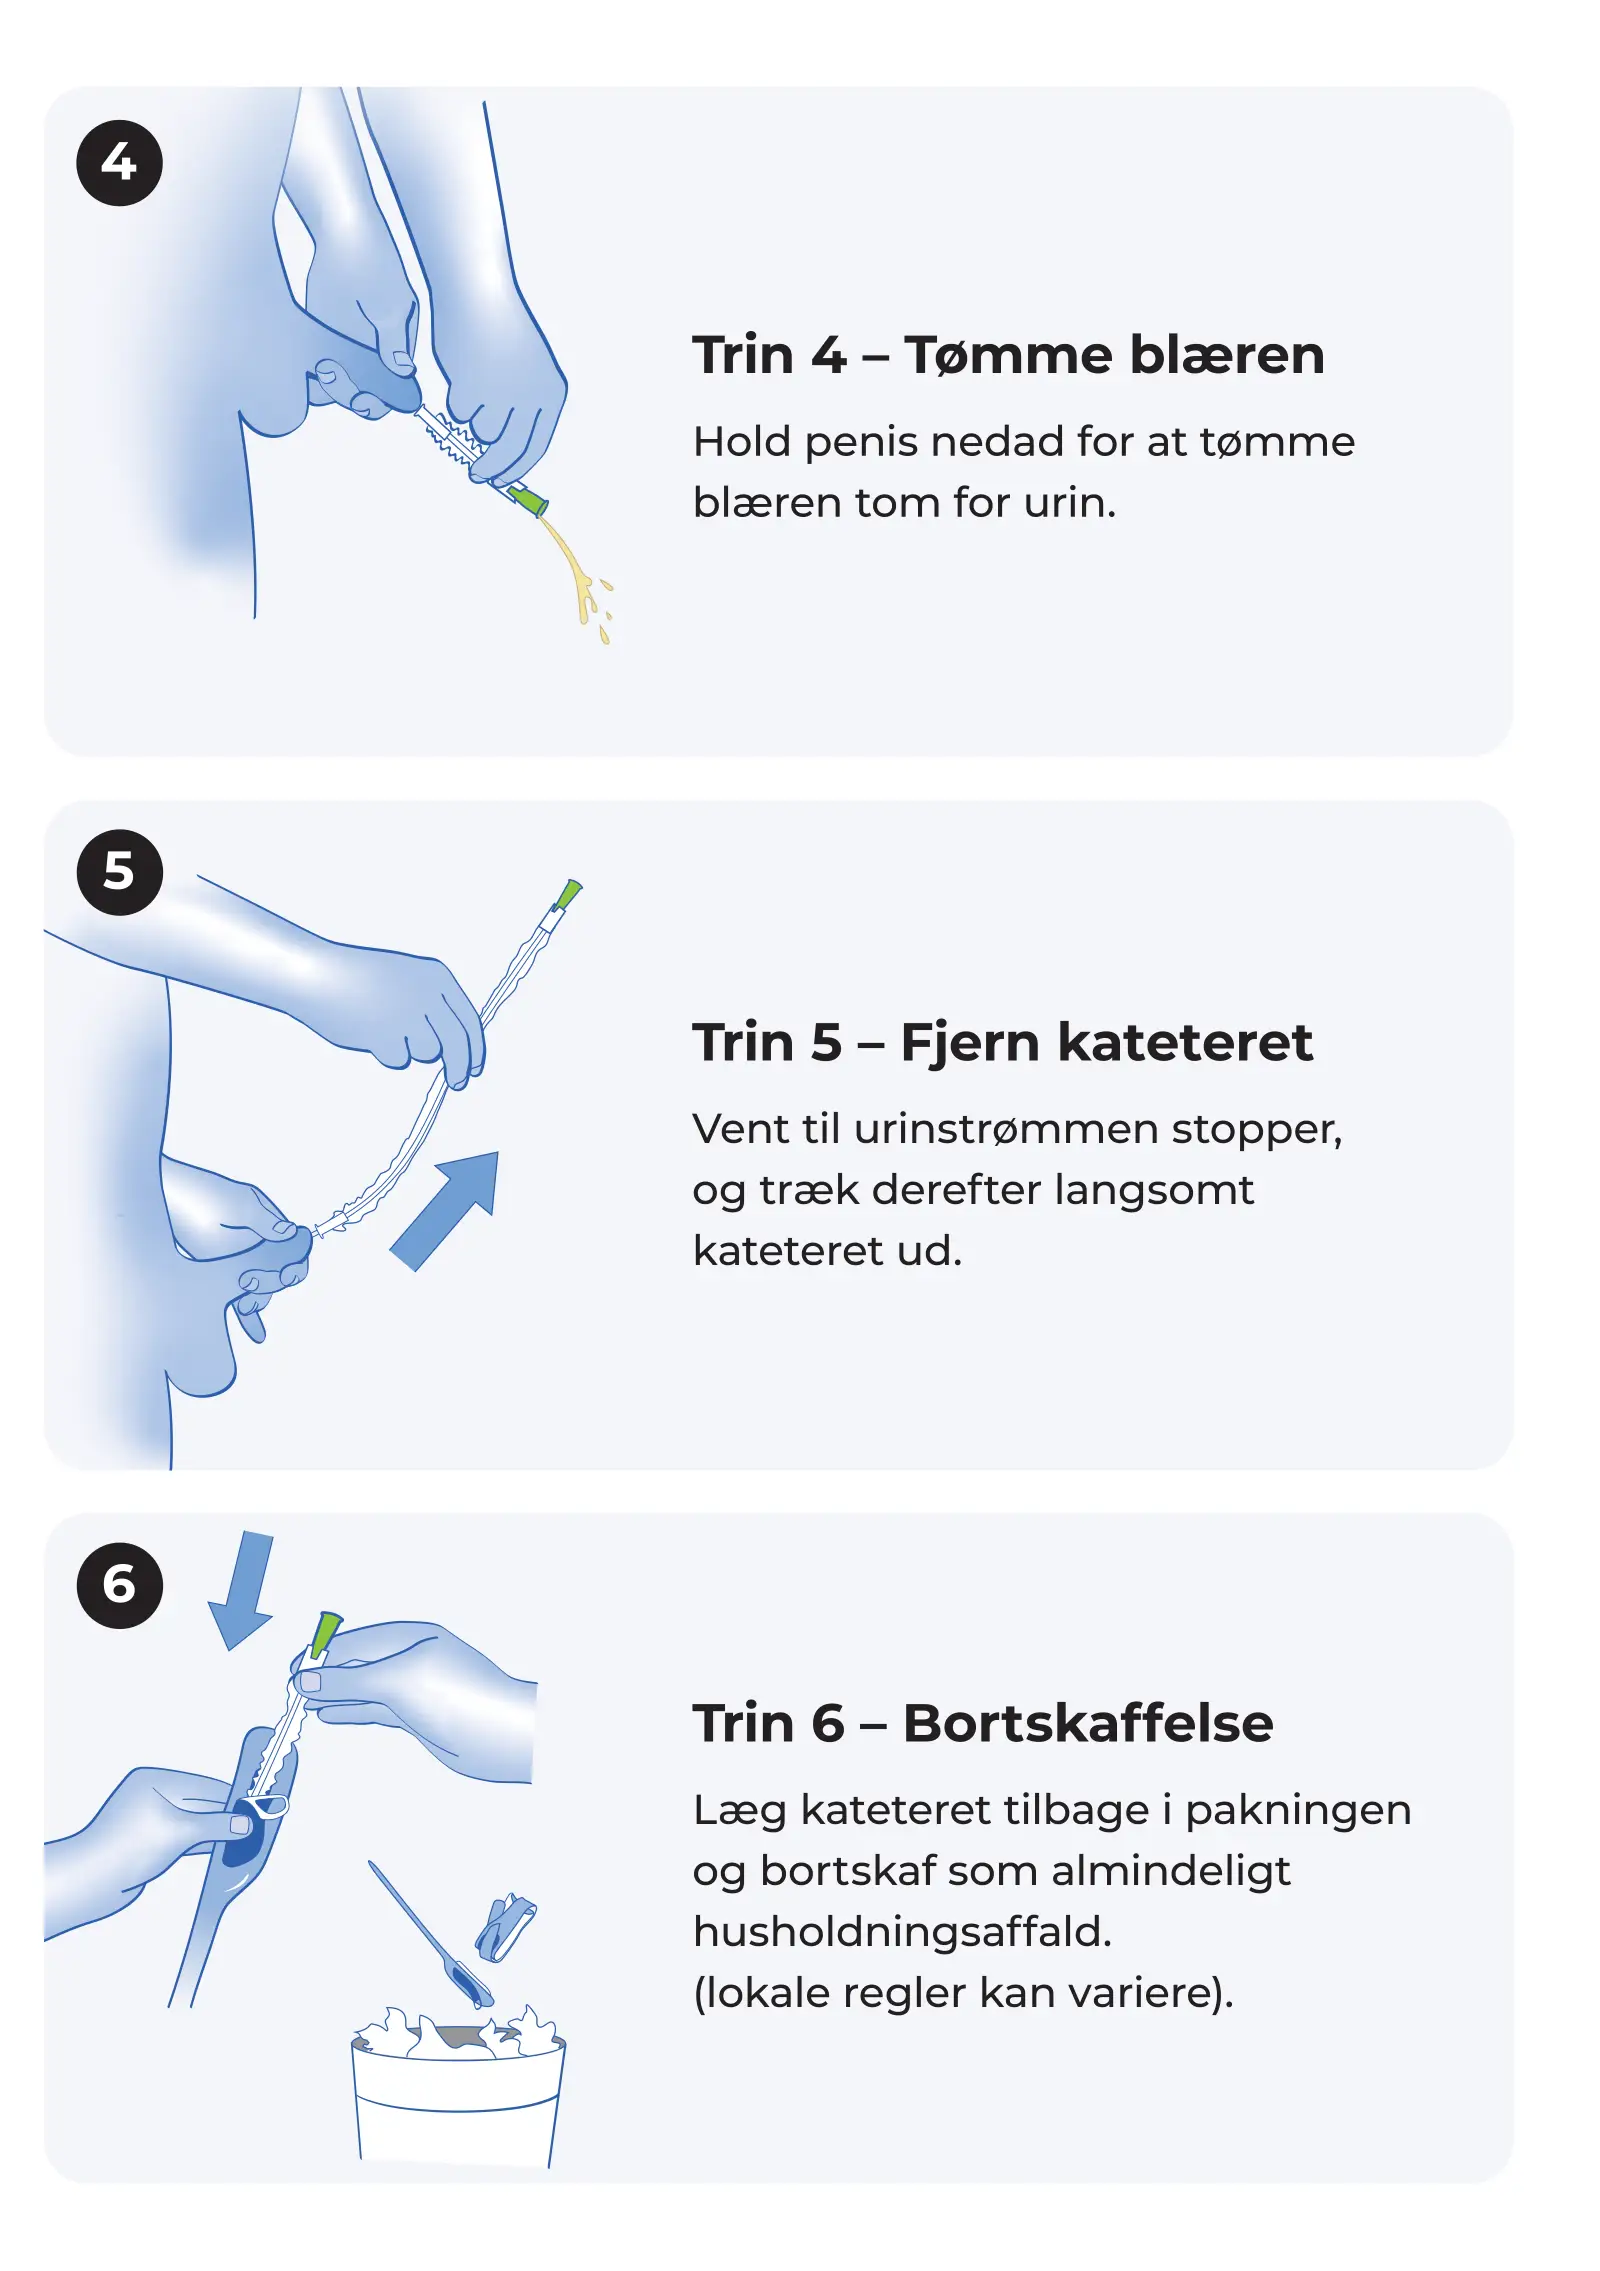 4
Trin 4 – Tømme blæren
Hold penis nedad for at tømme
blæren tom for urin.
5
Trin 5 – Fjern kateteret
Vent til urinstrømmen stopper,
og træk derefter langsomt
kateteret ud.
6
Trin 6 – Bortskaffelse
Læg kateteret tilbage i pakningen
og bortskaf som almindeligt
husholdningsaffald.
(lokale regler kan variere).